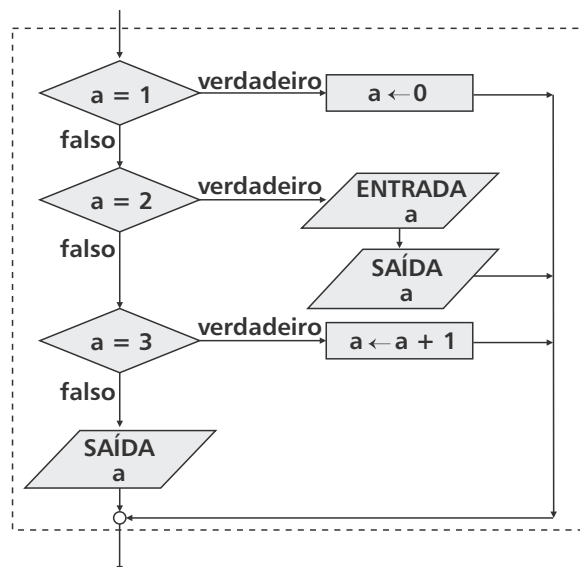 a = 1
verdadeiro
a ← 0
falso
a = 2
verdadeiro
ENTRADA
a
falso
SAÍDA
a
a = 3
verdadeiro
a ← a + 1
falso
SAÍDA
a